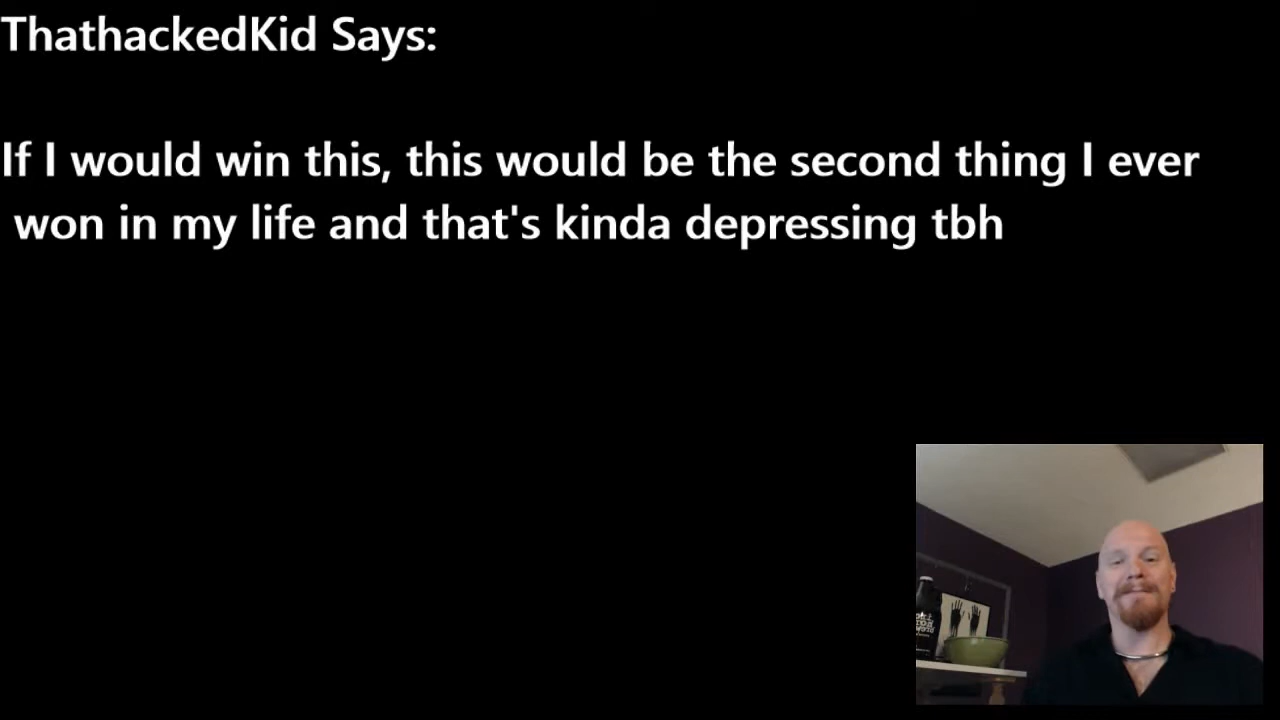 ThathackedKid Says:
If I would win this, this would be the second thing I ever
won in my life and that's kinda depressing tbh